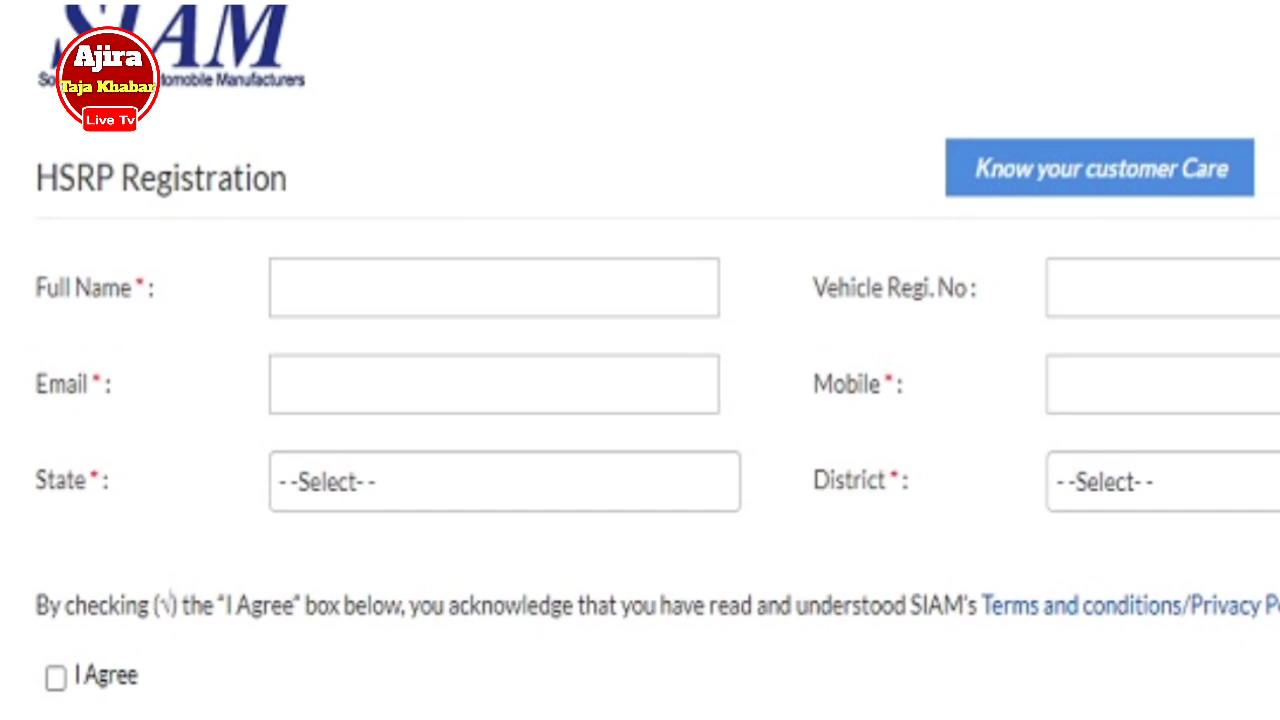 SIAM
Ajira
Taja Khabar
Live Tv
tomobile Manufacturers
HSRP Registration
Know your customer Care
Full Name * :
Vehicle Regi. No :
Email * :
Mobile * :
State * :
--Select--
District * :
--Select--
By checking (√) the "I Agree" box below, you acknowledge that you have read and understood SIAM's Terms and conditions/Privacy
I Agree